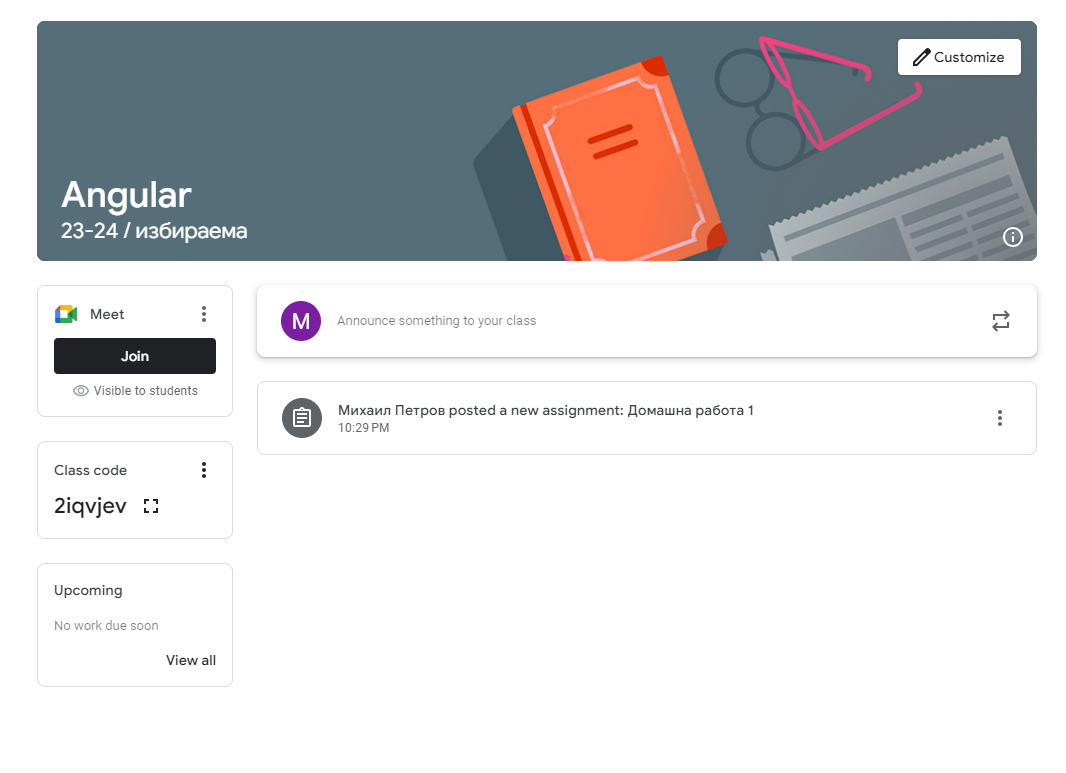 Customize
Angular
23-24 / избираема
Meet
Join
Visible to students
Class code
2iqvjev
Upcoming
No work due soon
View all
M
Announce something to your class
Михаил Петров posted a new assignment: Домашна работа 1
10:29 PM